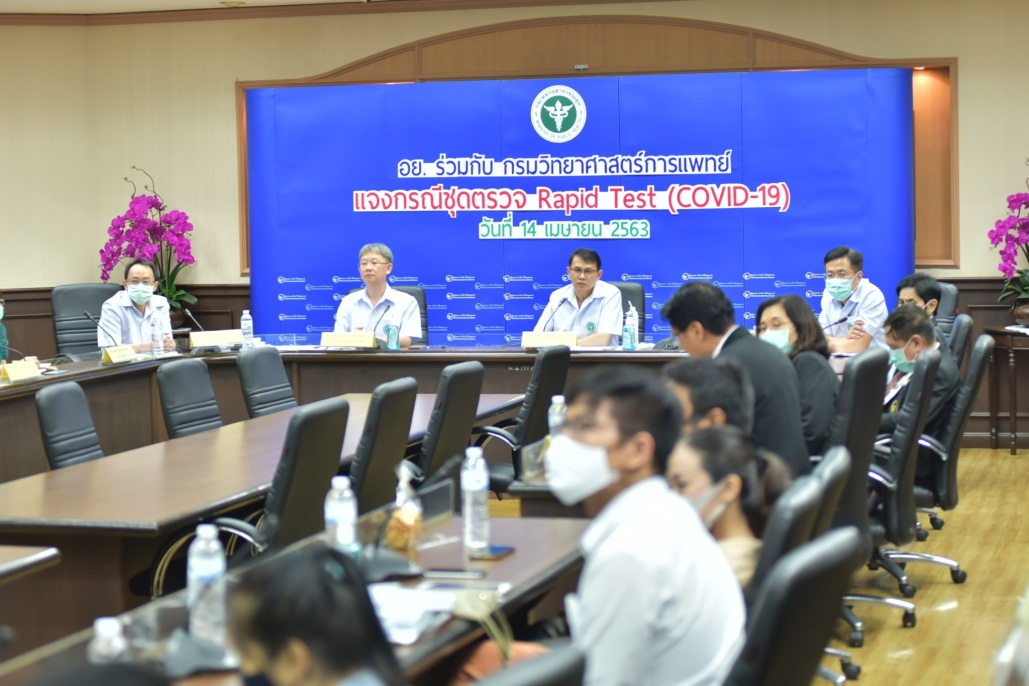 อย. ร่วมกับ กรมวิทยาศาสตร์การแพทย์
แจงกรณีชุดตรวจ Rapid Test (COVID-19)
วันที่ 14 เมษายน 2563